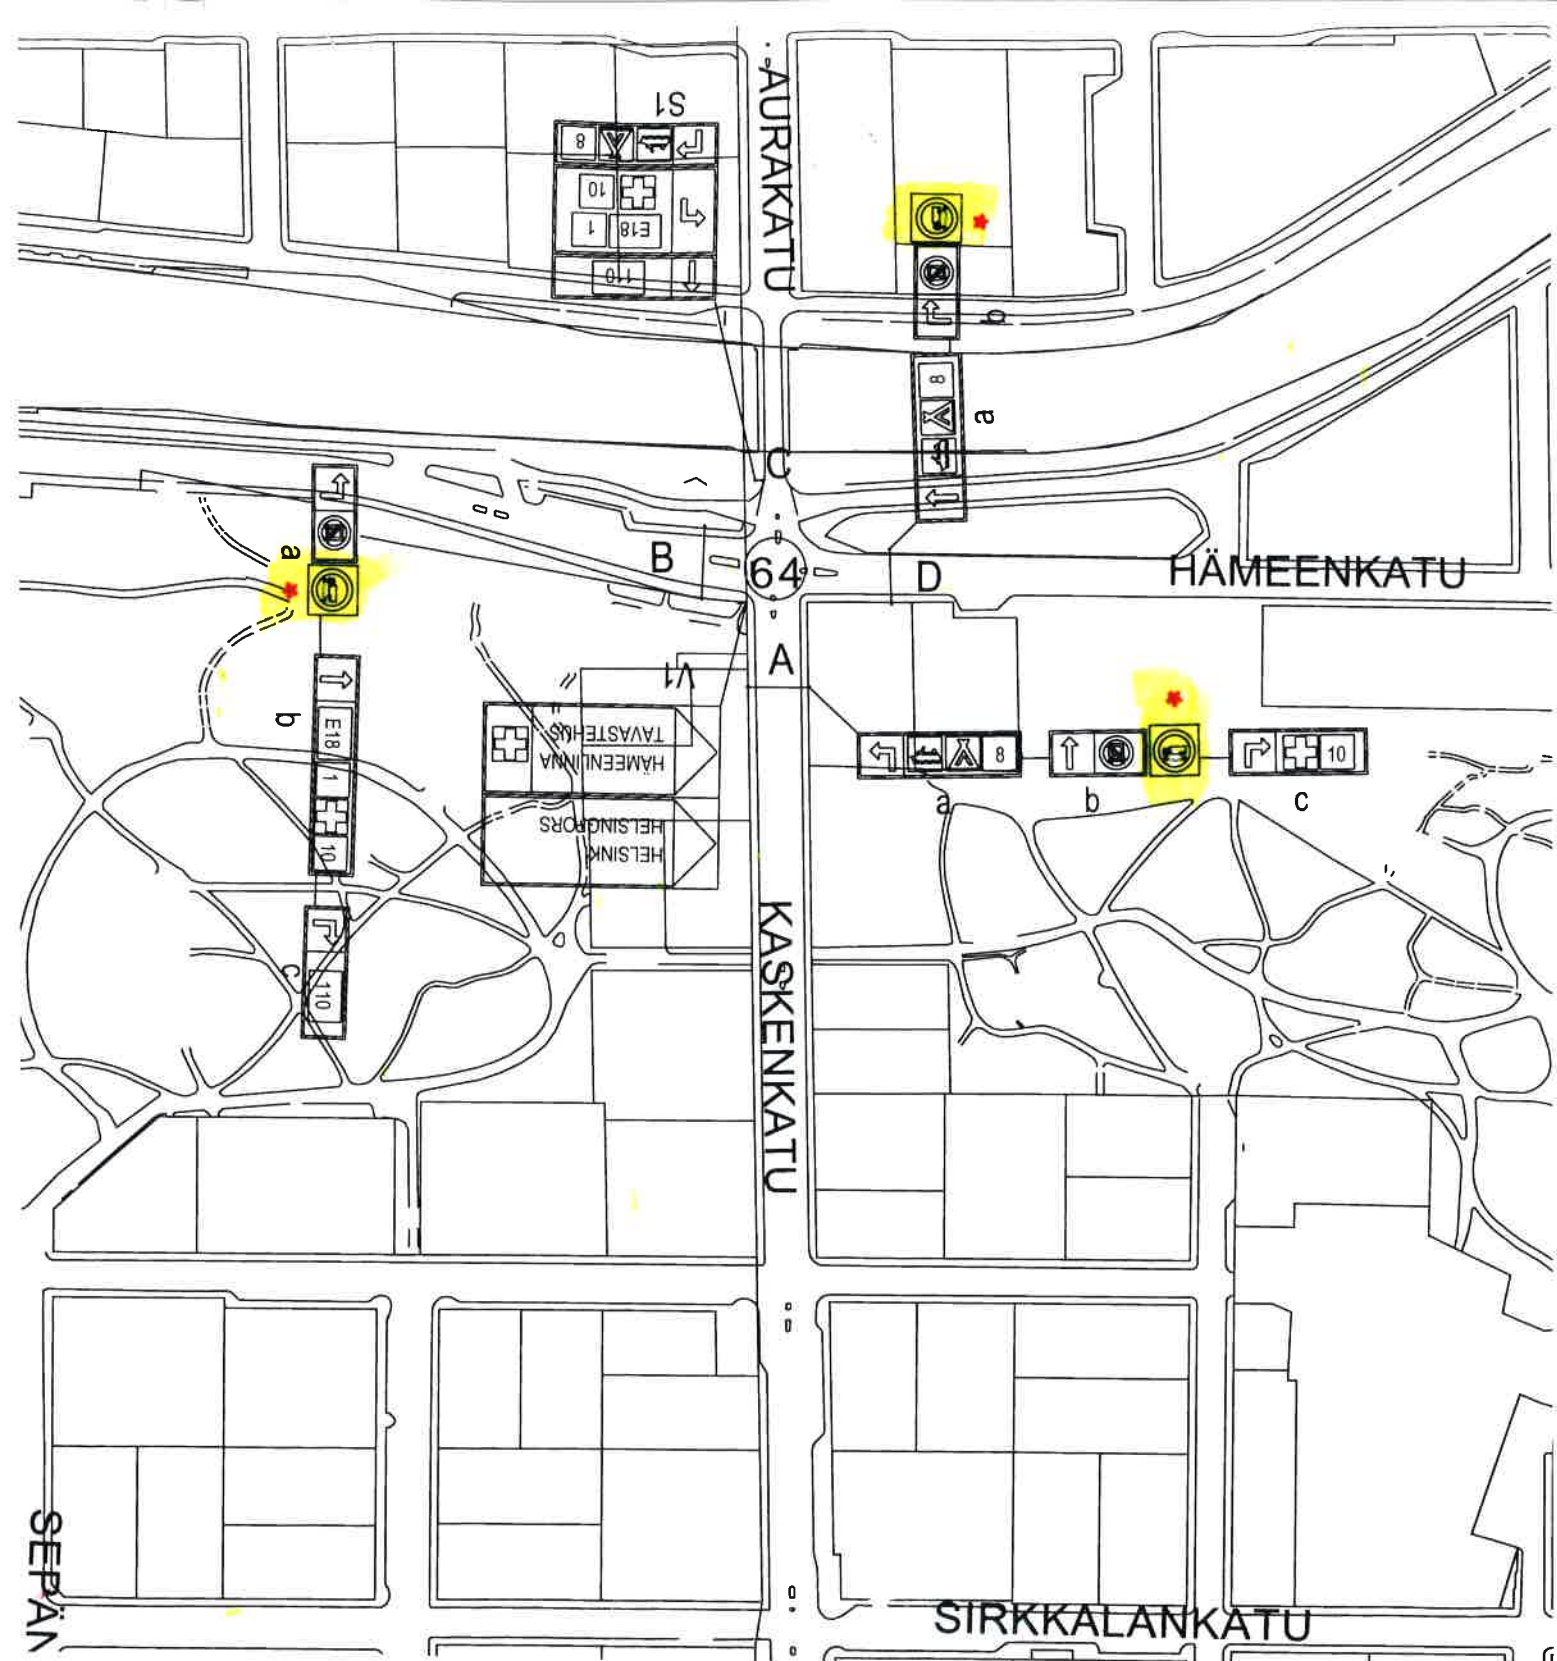 AURAKATU
S1
8
10
1
E18
110
b
8
a
C
a
B
64
D
HÄMEENKATU
A
V1
b
E18
1
10
TAVASTEHUS
HÄMEENLINNA
HELSINGFORS
HELSINKI
8
10
a
b
c
c
110
KASKENKATU
SEPÄN
SIRKKALANKATU